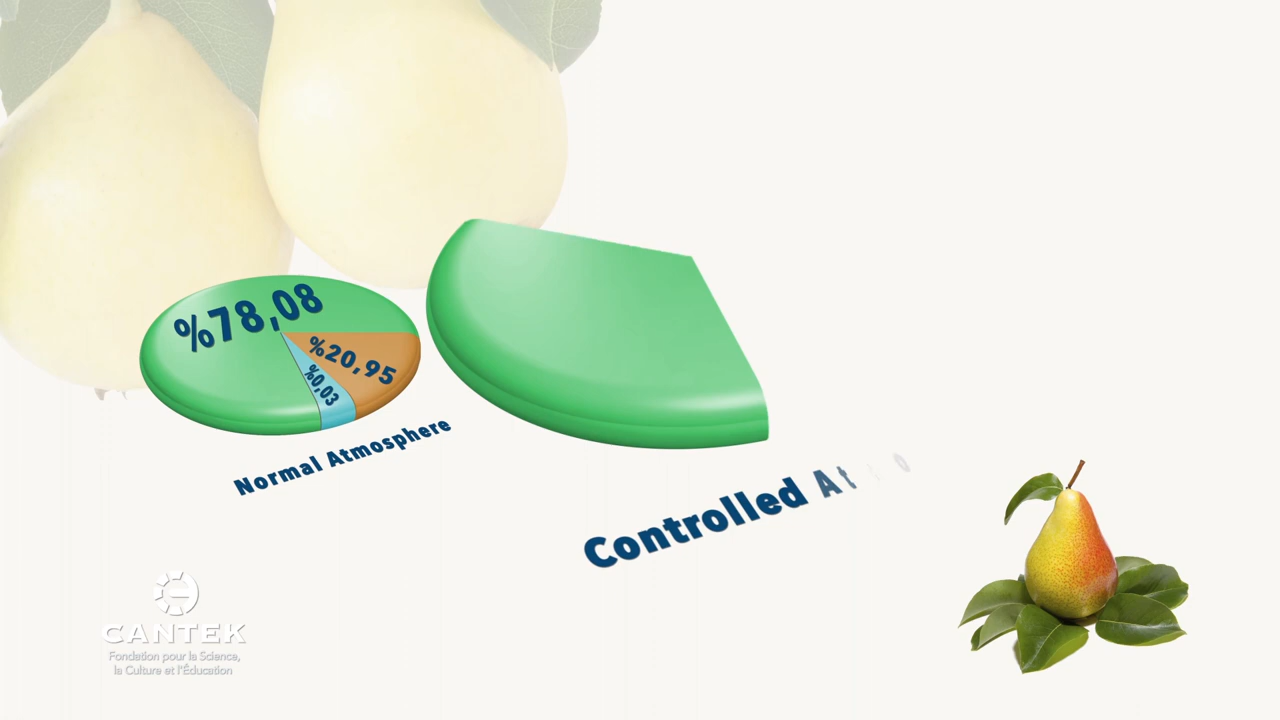 %78,08
%20,95
%0,03
Normal Atmosphere
Controlled
CANTEK
Fondation pour la Science,
la Culture et l'Éducation